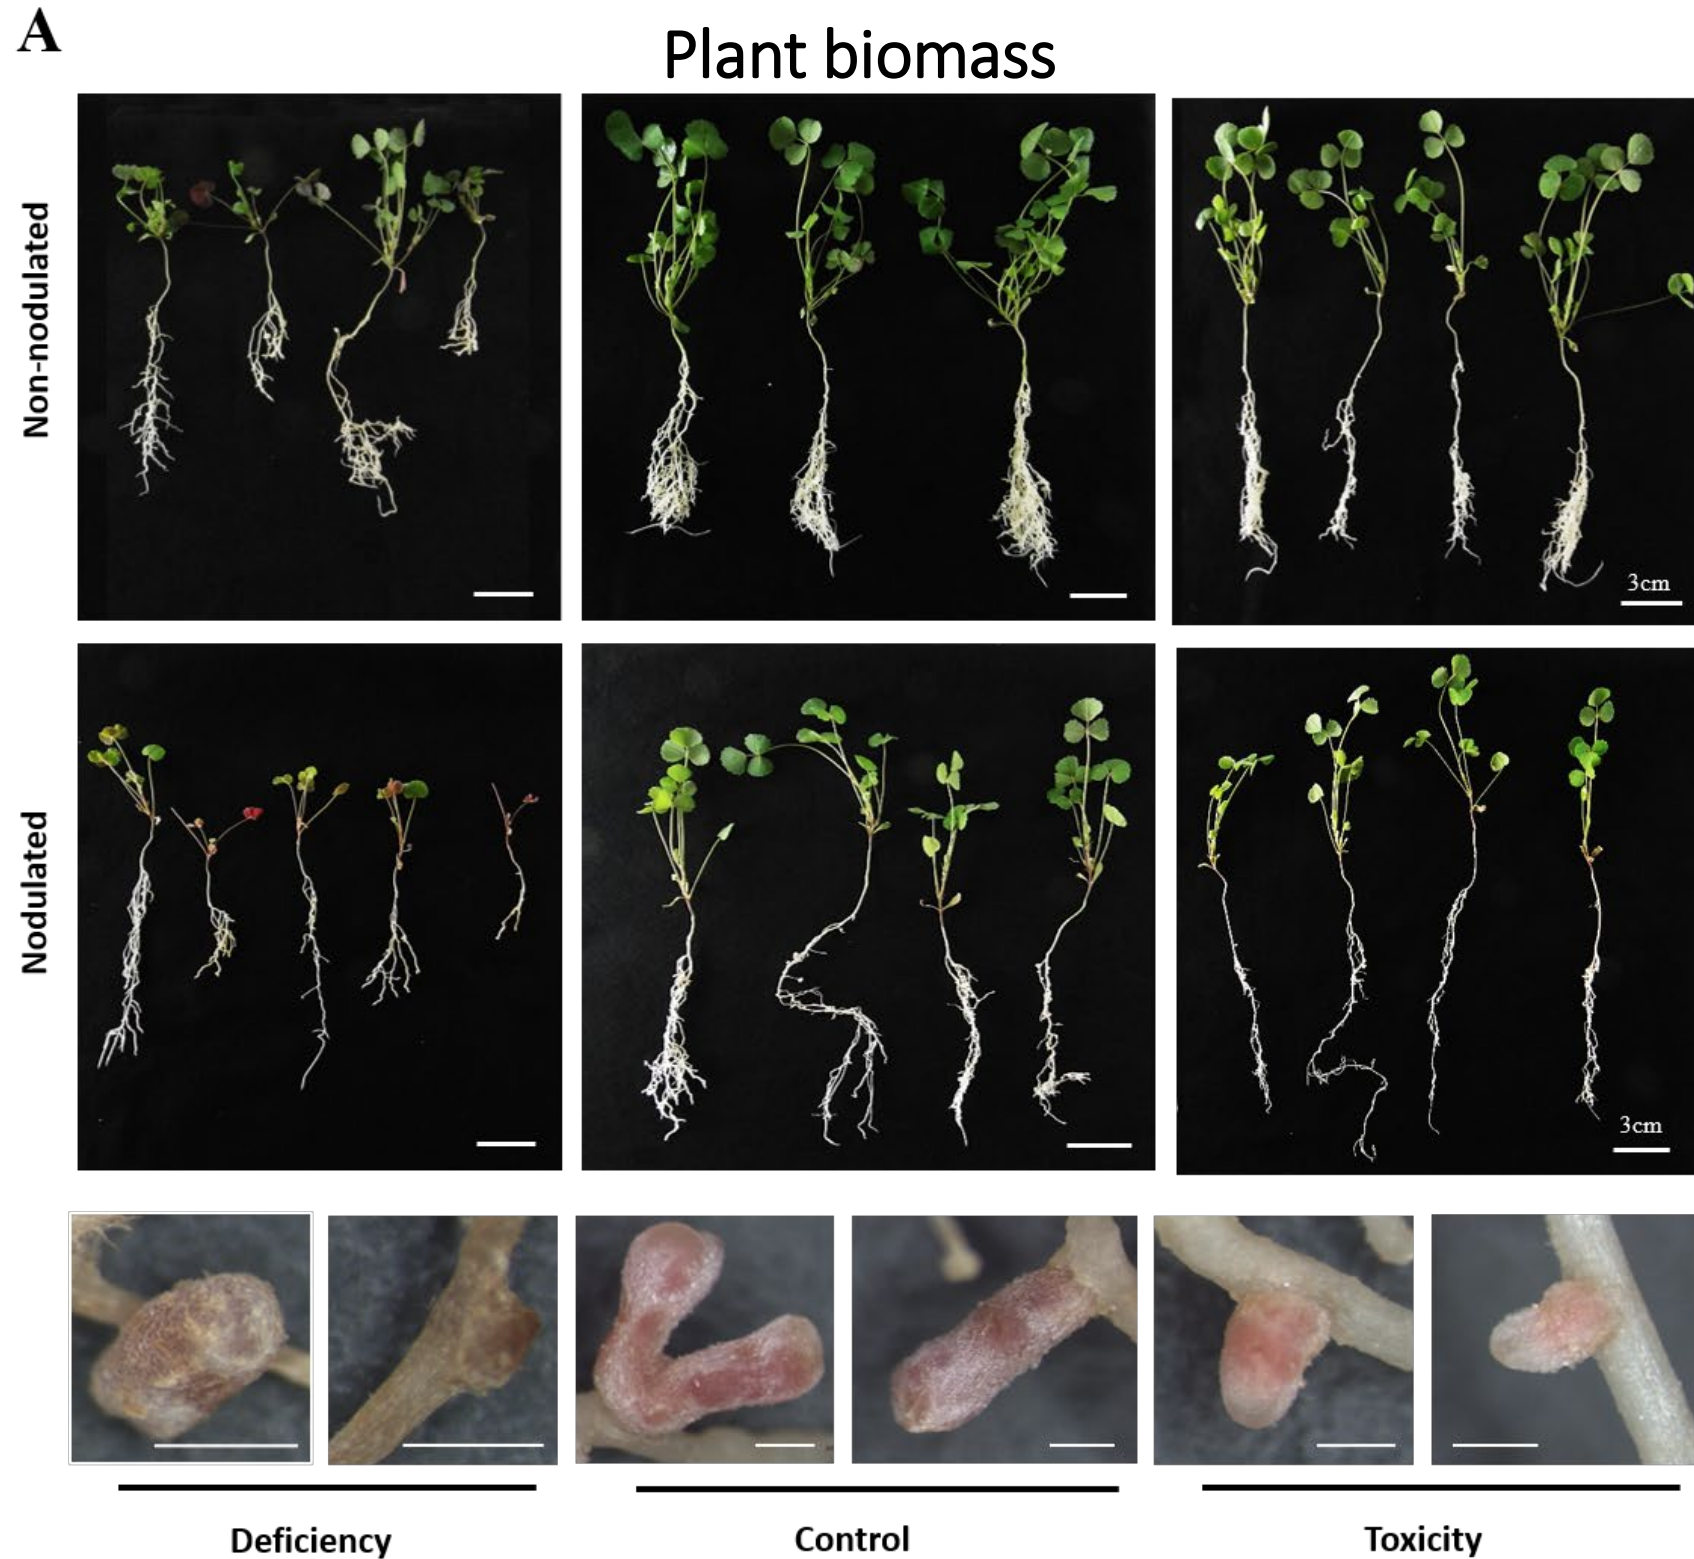 A
Plant biomass
Non-nodulated
3cm
Nodulated
3cm
Deficiency
Control
Toxicity